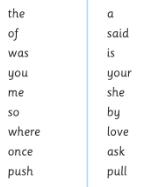 the a
of said
was is
you your
me she
so by
where love
once ask
push pull